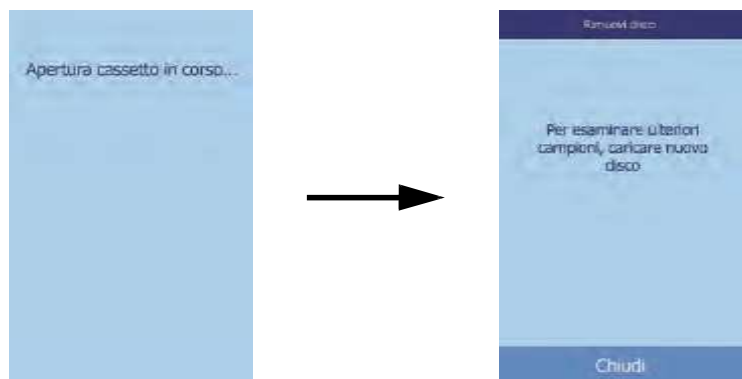 Apertura cassetto in corso...
Rimuovi disco
Per esaminare ulteriori
campioni, caricare nuovo
disco
Chiudi